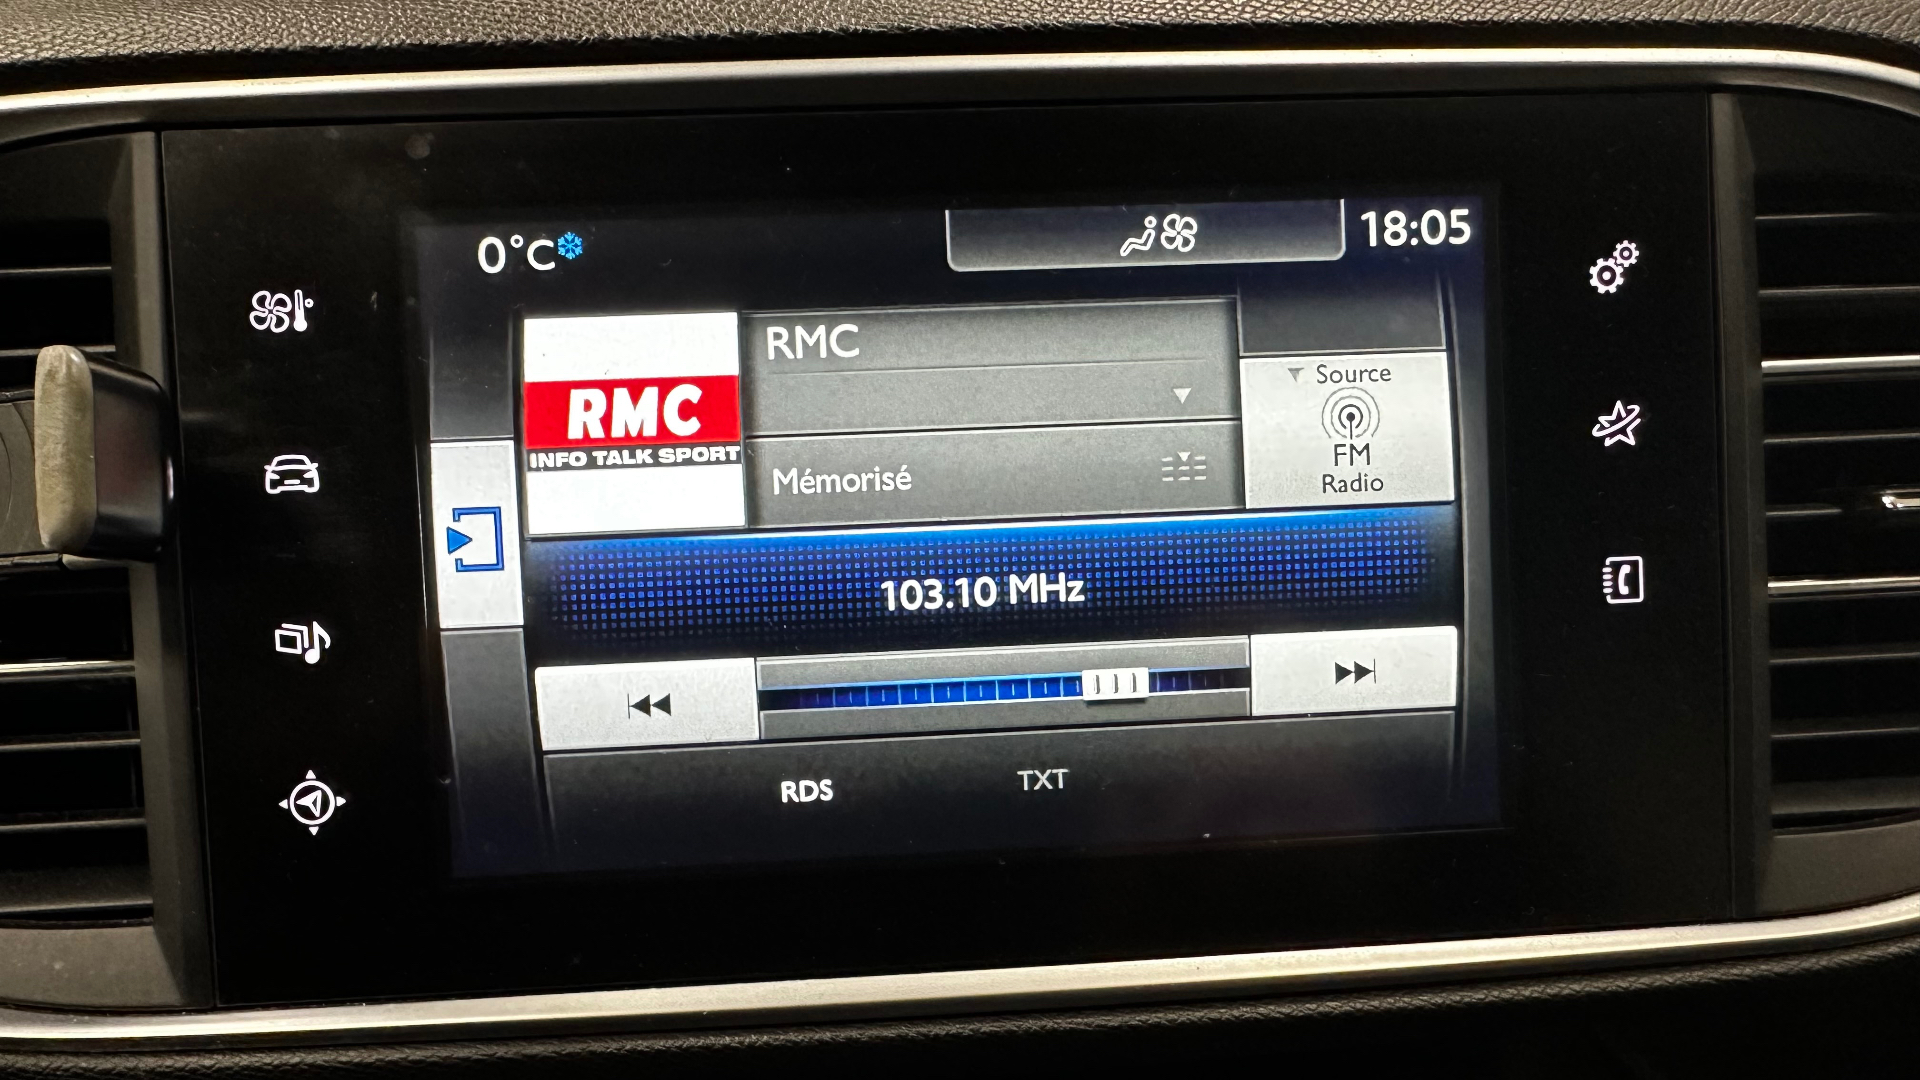 0°C
18:05
RMC
RMC
INFO TALK SPORT
Mémorisé
Source
FM
Radio
103.10 MHz
RDS
TXT